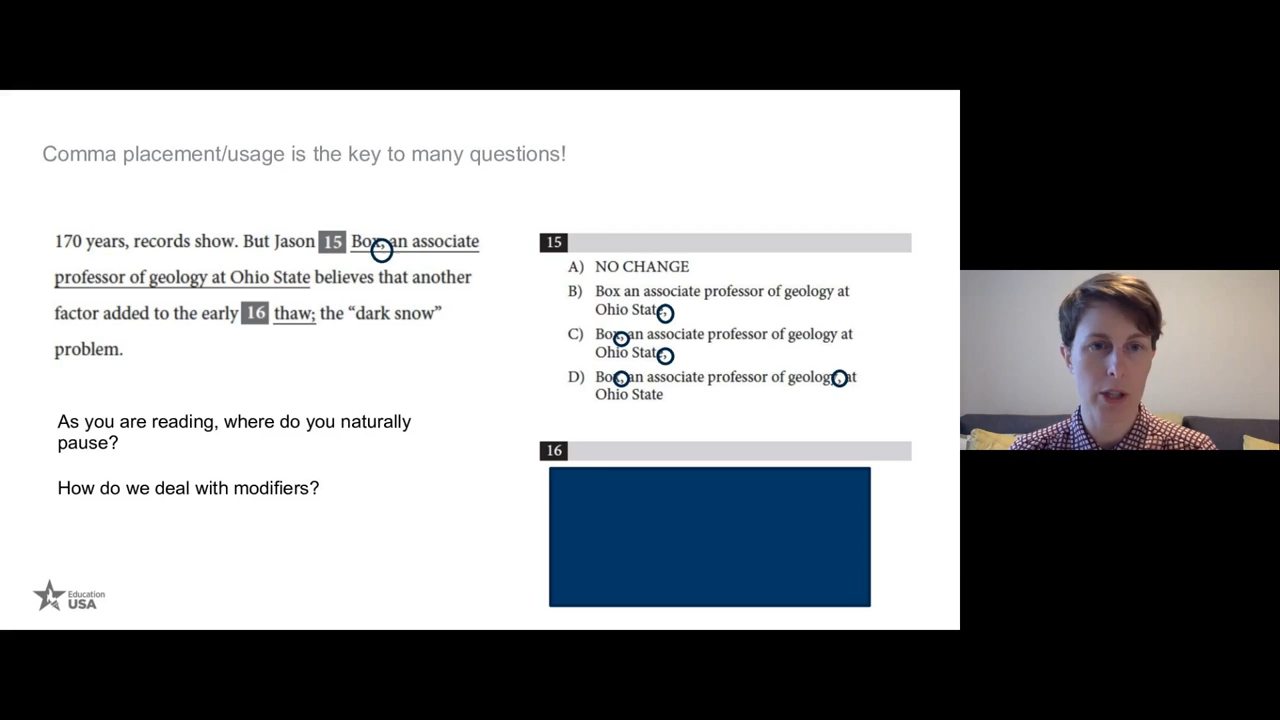 Comma placement/usage is the key to many questions!
170 years, records show. But Jason 15 Box, an associate
professor of geology at Ohio State believes that another
factor added to the early 16 thaw; the “dark snow”
problem.
As you are reading, where do you naturally
pause?
How do we deal with modifiers?
15
A) NO CHANGE
B) Box an associate professor of geology at
Ohio State,
C) Box, an associate professor of geology at
Ohio State,
D) Box, an associate professor of geology, at
Ohio State
16
Education
USA